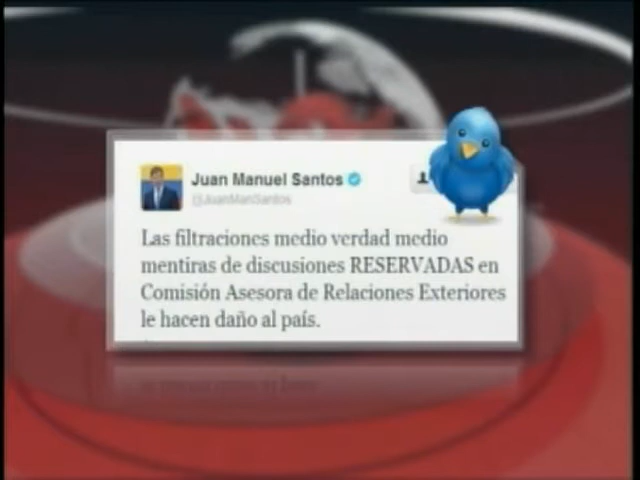 Juan Manuel Santos
@JuanManSantos
Las filtraciones medio verdad medio
mentiras de discusiones RESERVADAS en
Comisión Asesora de Relaciones Exteriores
le hacen daño al país.